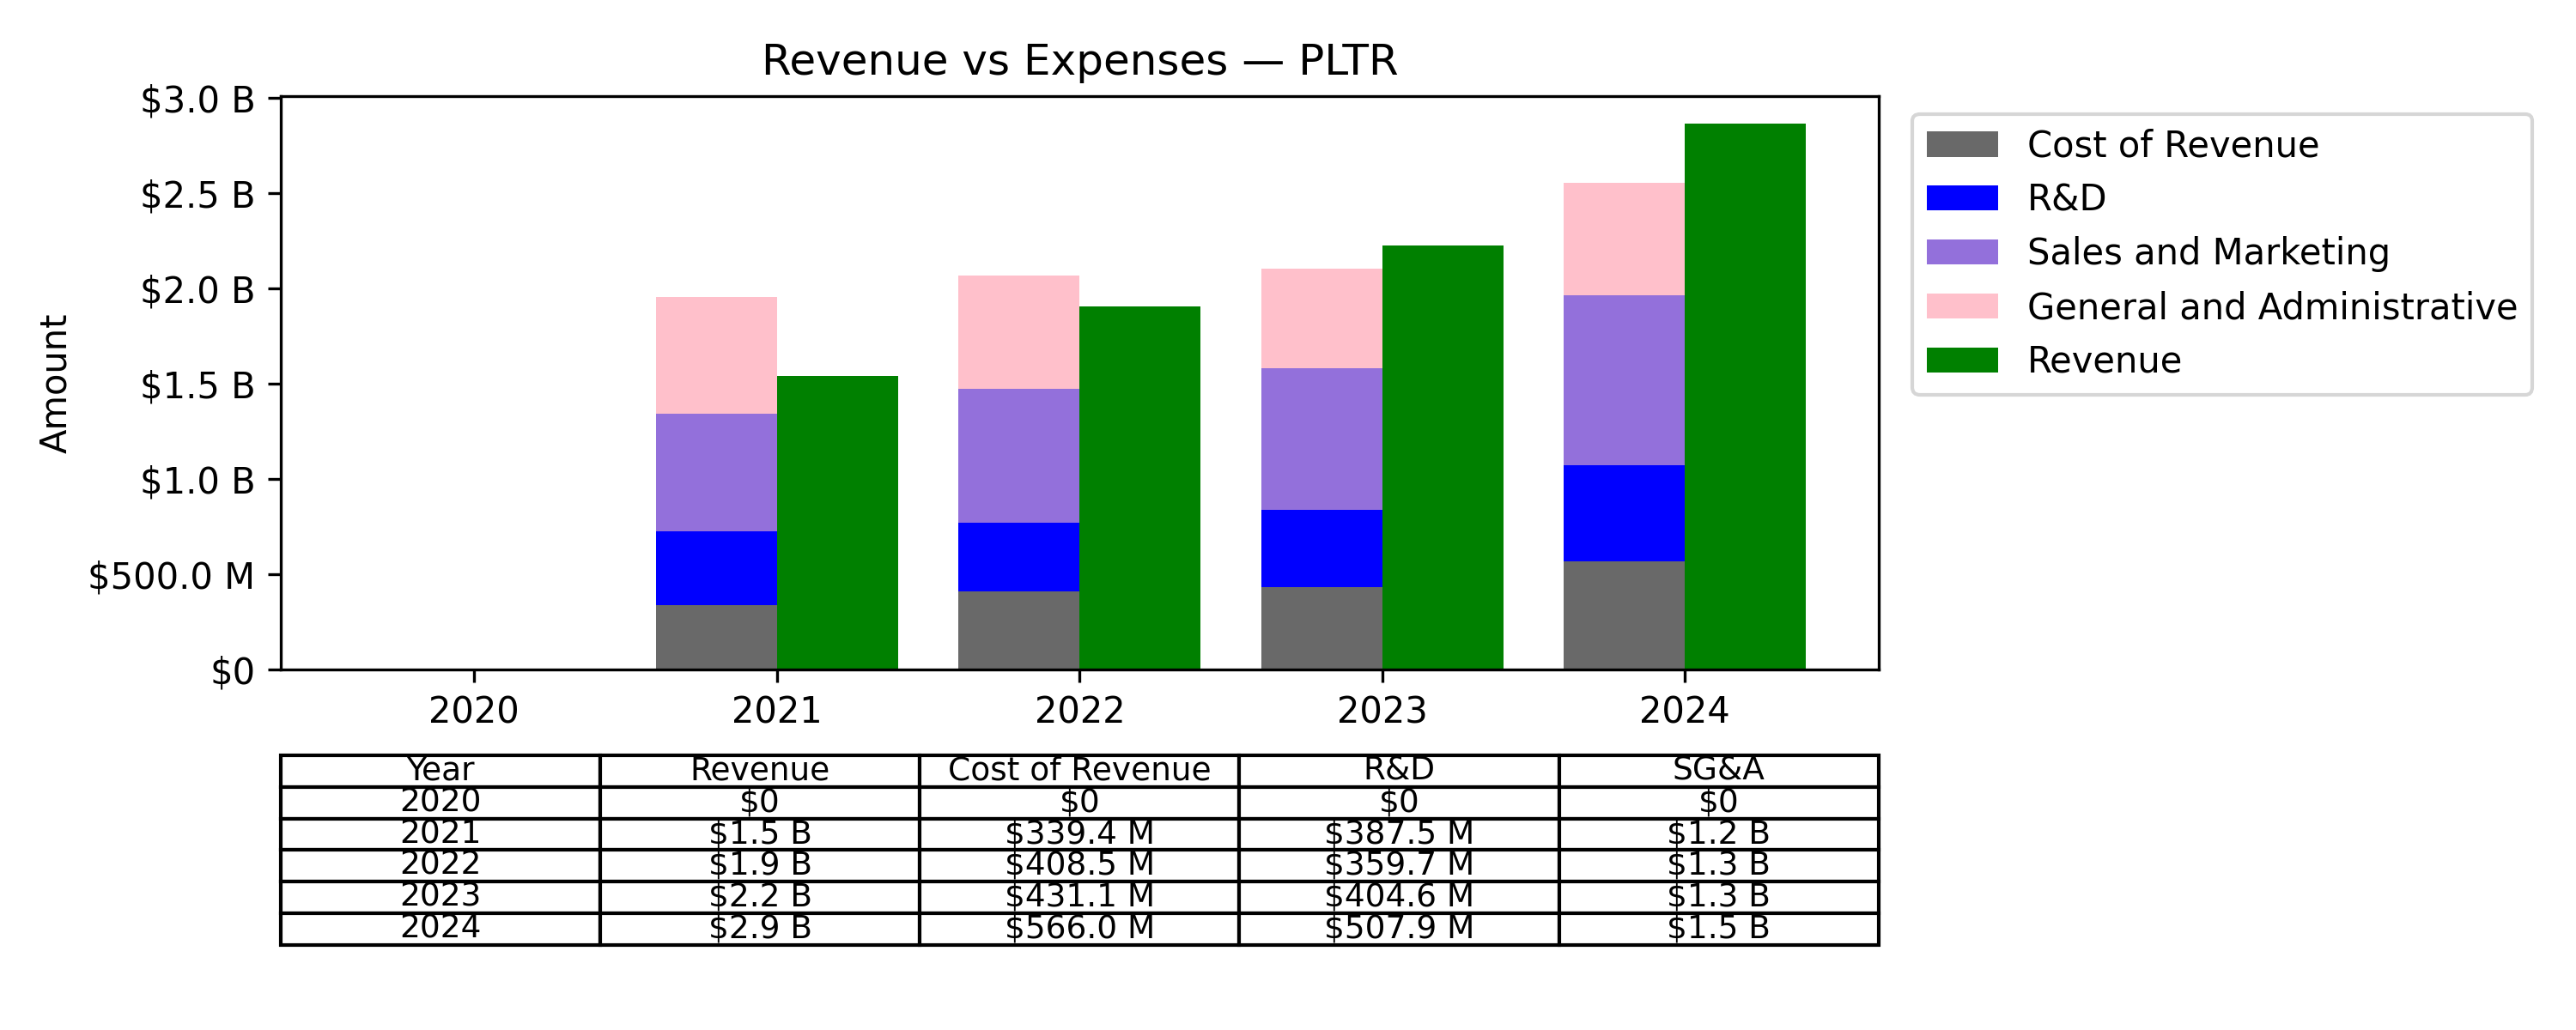 Revenue vs Expenses — PLTR
$3.0 B
$2.5 B
$2.0 B
$1.5 B
$1.0 B
$500.0 M
$0
Amount
2020 2021 2022 2023 2024
Cost of Revenue
R&D
Sales and Marketing
General and Administrative
Revenue
Year Revenue Cost of Revenue R&D SG&A
2020 $0 $0 $0 $0
2021 $1.5 B $339.4 M $387.5 M $1.2 B
2022 $1.9 B $408.5 M $359.7 M $1.3 B
2023 $2.2 B $431.1 M $404.6 M $1.3 B
2024 $2.9 B $566.0 M $507.9 M $1.5 B